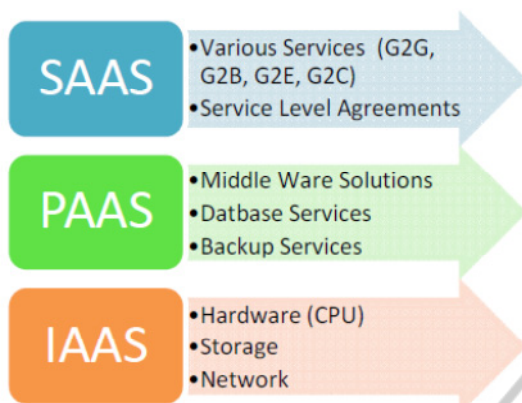 SAAS
•Various Services (G2G,
G2B, G2E, G2C)
•Service Level Agreements
PAAS
•Middle Ware Solutions
•Datbase Services
•Backup Services
IAAS
•Hardware (CPU)
•Storage
•Network